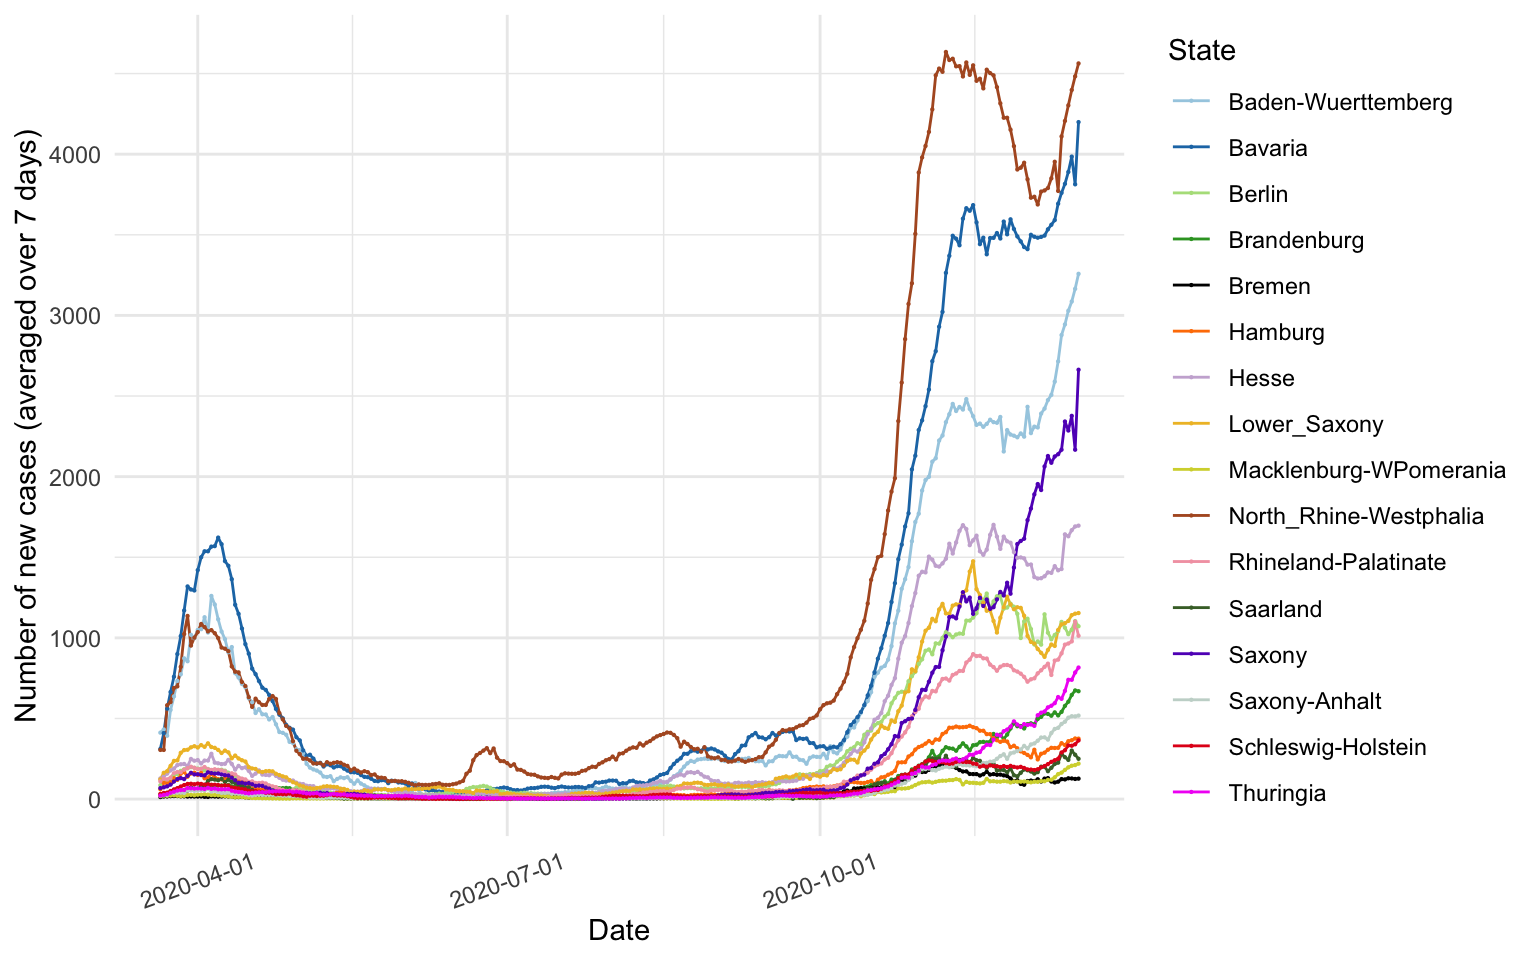 Number of new cases (averaged over 7 days)
4000
3000
2000
1000
0
2020-04-01
2020-07-01
2020-10-01
Date
State
Baden-Wuerttemberg
Bavaria
Berlin
Brandenburg
Bremen
Hamburg
Hesse
Lower_Saxony
Macklenburg-WPomerania
North_Rhine-Westphalia
Rhineland-Palatinate
Saarland
Saxony
Saxony-Anhalt
Schleswig-Holstein
Thuringia